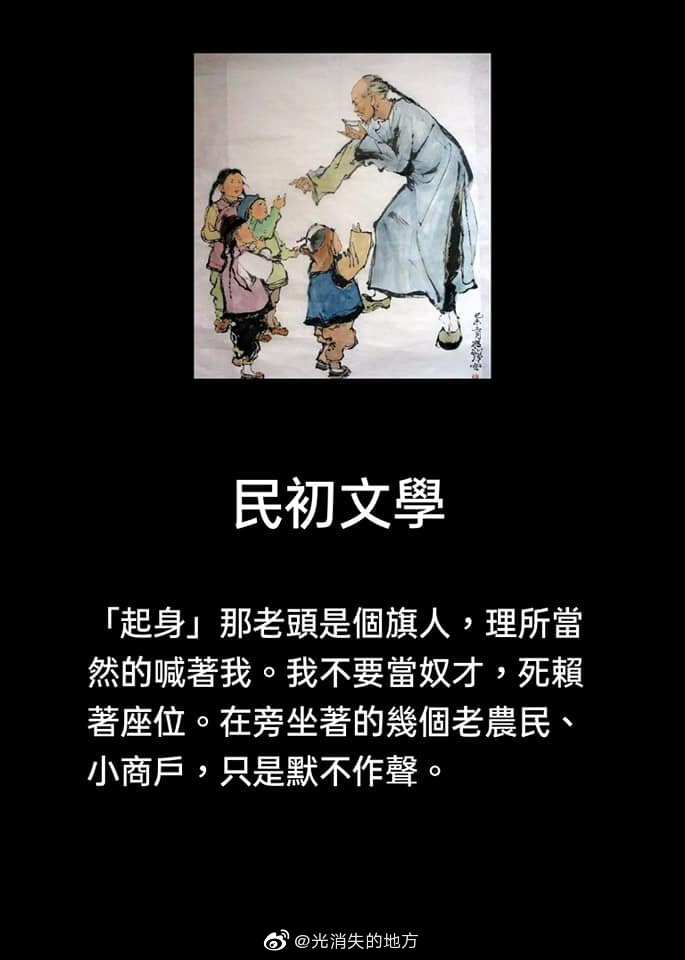 民初文學
「起身」那老頭是個旗人，理所當
然的喊著我。我不要當奴才，死賴
著座位。在旁坐著的幾個老農民、
小商戶，只是默不作聲。
@光消失的地方